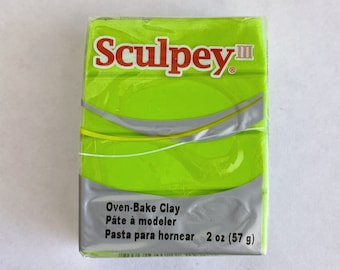 Sculpey III
Oven-Bake Clay
Pâte à modeler
Pasta para hornear 2 oz (57 g)